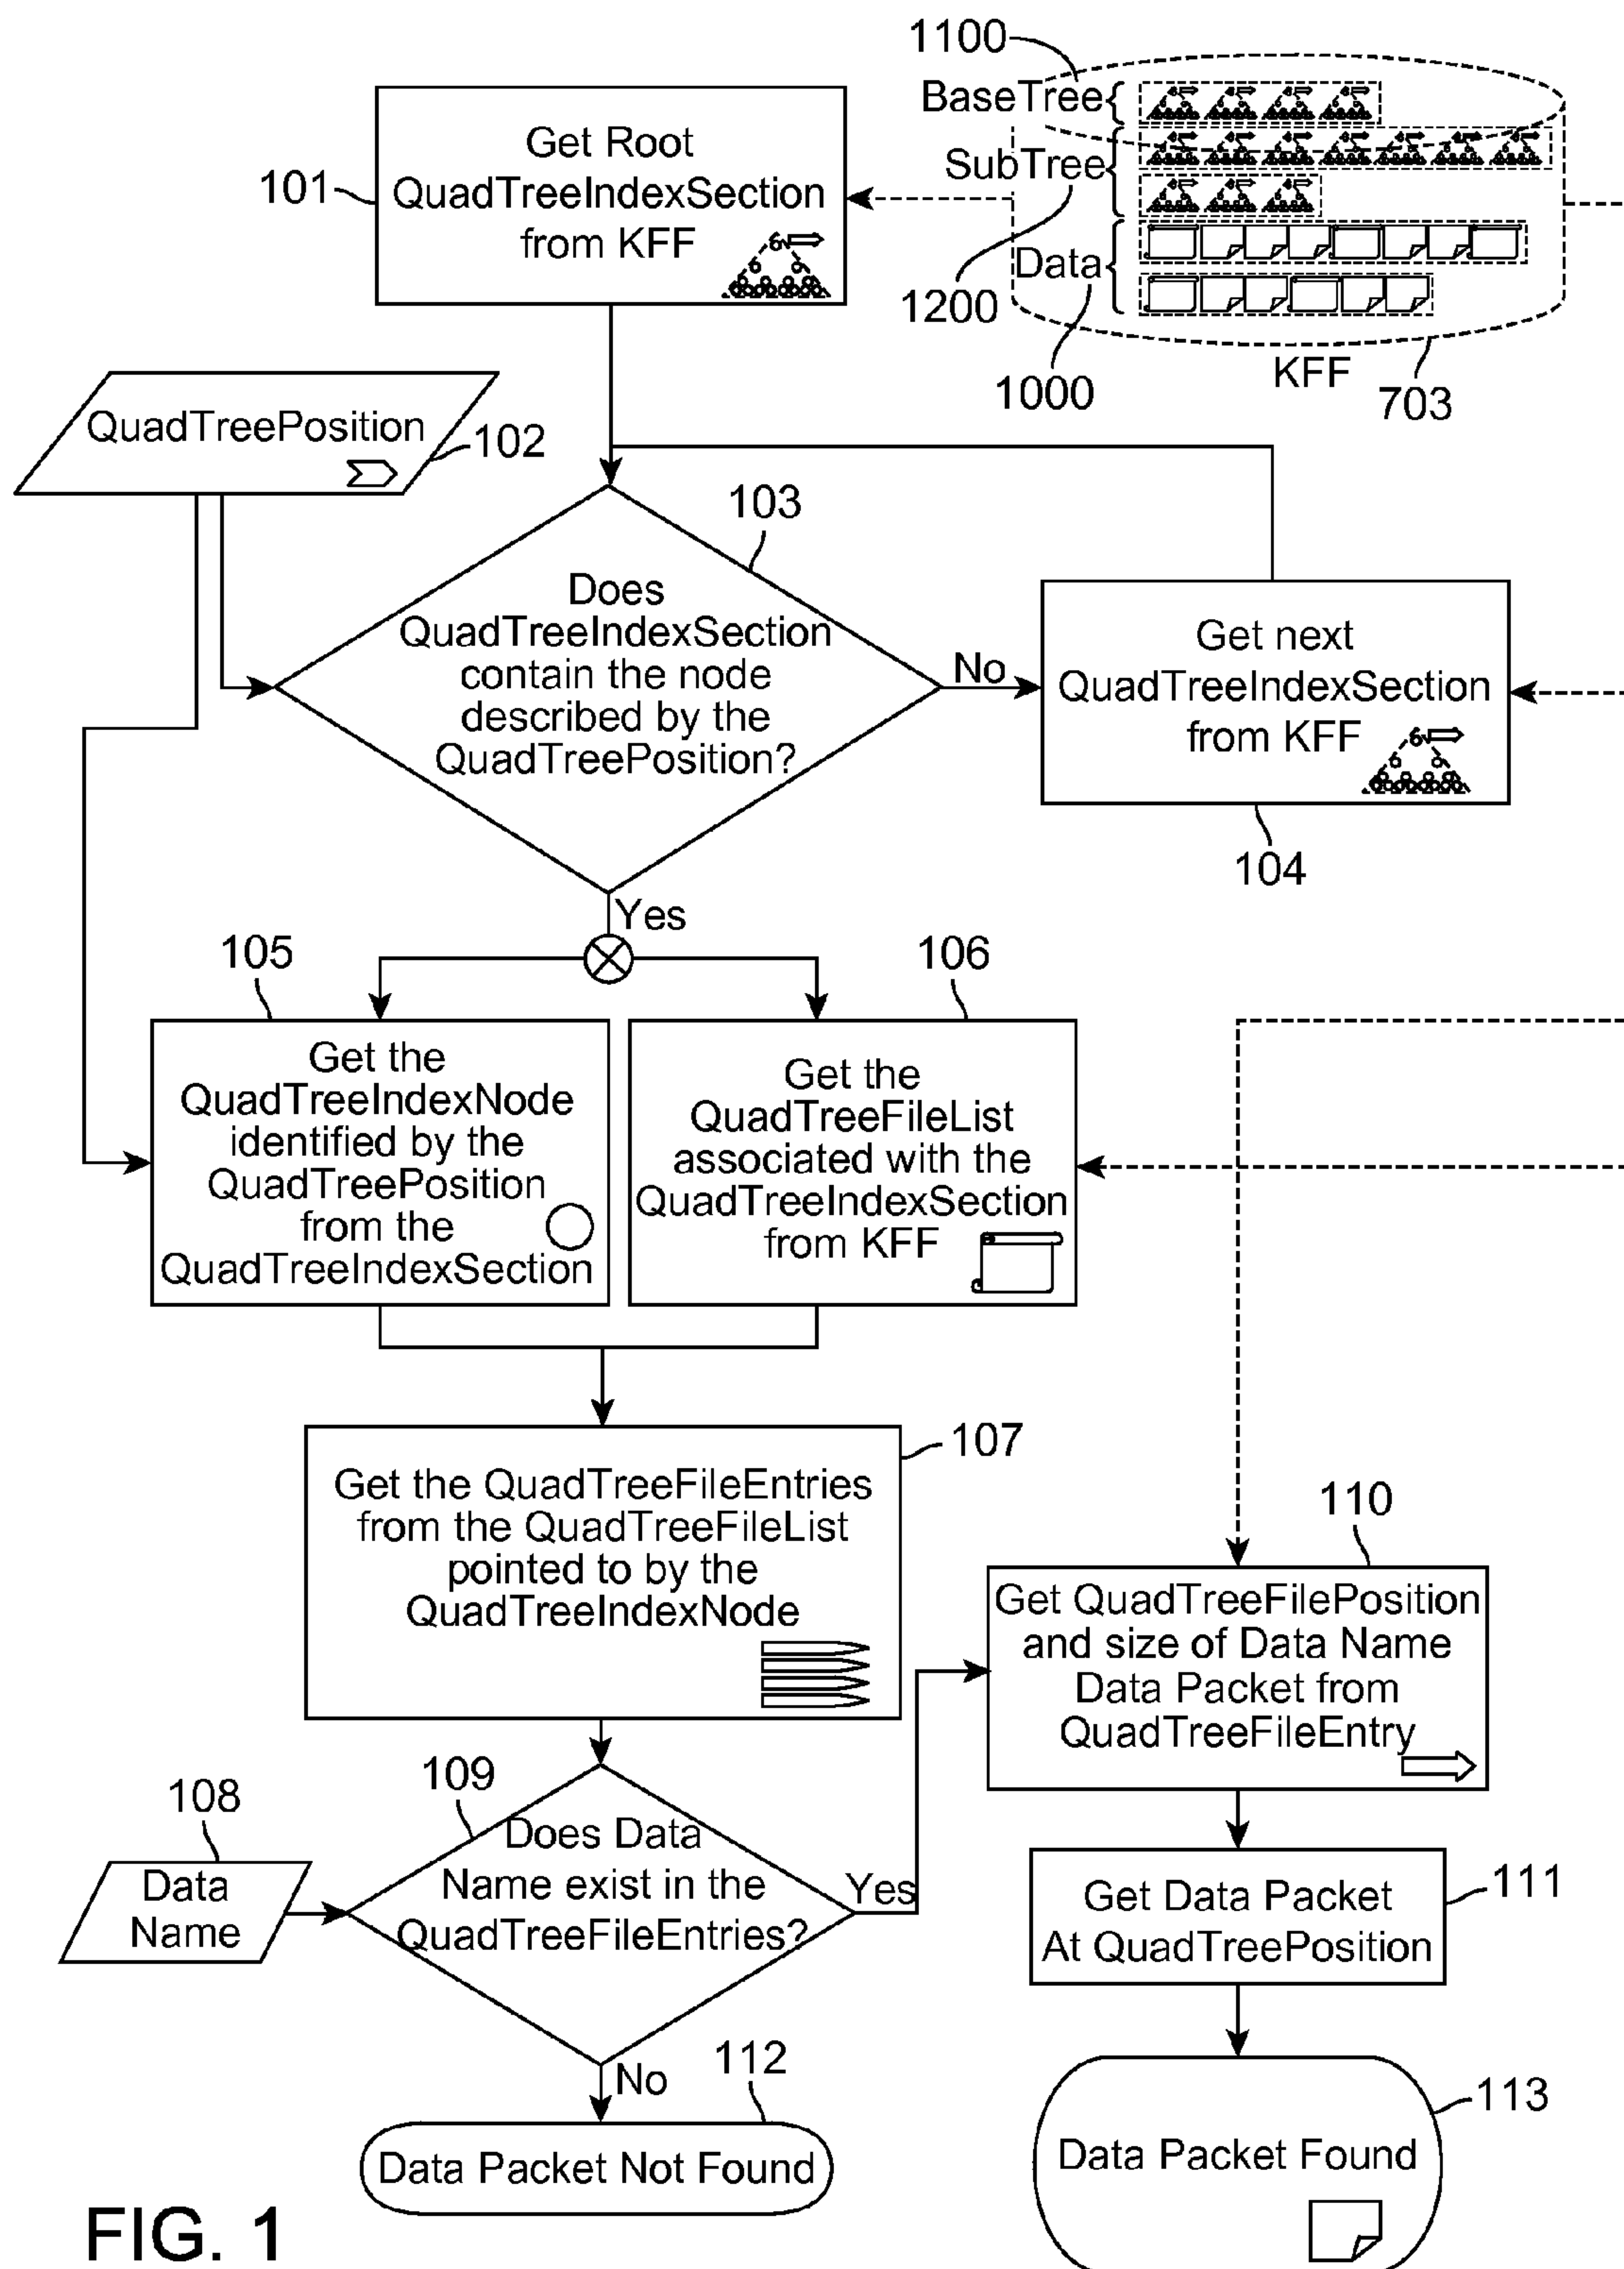 1100
BaseTree
SubTree
Data
1200
1000
KFF
703
101
Get Root
QuadTreeIndexSection
from KFF
QuadTreePosition
102
103
Does
QuadTreeIndexSection
contain the node
described by the
QuadTreePosition?
No
Get next
QuadTreeIndexSection
from KFF
104
Yes
105
106
Get the
QuadTreeIndexNode
identified by the
QuadTreePosition
from the
QuadTreeIndexSection
Get the
QuadTreeFileList
associated with the
QuadTreeIndexSection
from KFF
107
Get the QuadTreeFileEntries
from the QuadTreeFileList
pointed to by the
QuadTreeIndexNode
110
Get QuadTreeFilePosition
and size of Data Name
Data Packet from
QuadTreeFileEntry
108
Data
Name
109
Does Data
Name exist in the
QuadTreeFileEntries?
Yes
111
Get Data Packet
At QuadTreePosition
No
112
Data Packet Not Found
113
Data Packet Found
FIG. 1